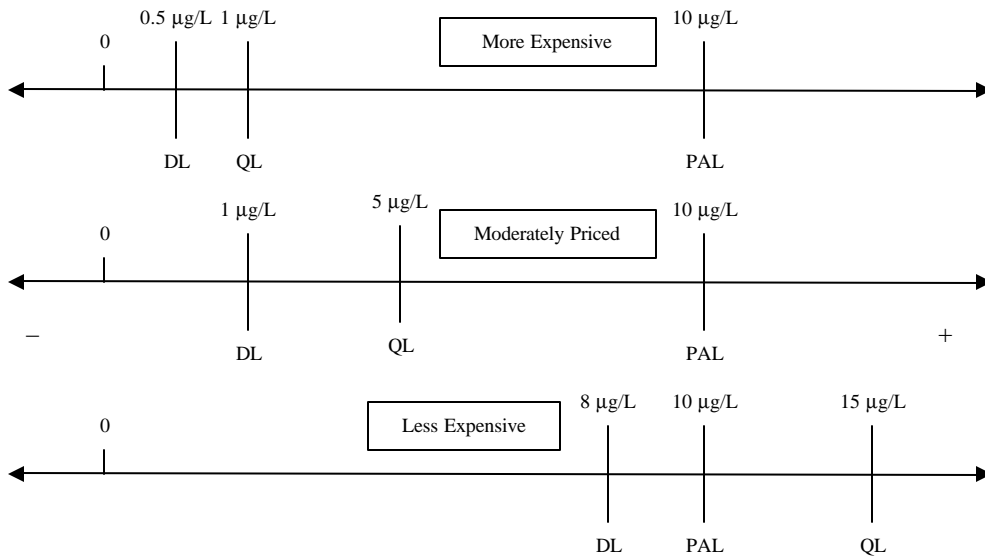 0.5 µg/L 1 µg/L 10 µg/L
0 More Expensive
DL QL PAL
1 µg/L 5 µg/L 10 µg/L
0 Moderately Priced
– +
DL QL PAL
8 µg/L 10 µg/L 15 µg/L
0 Less Expensive
DL PAL QL